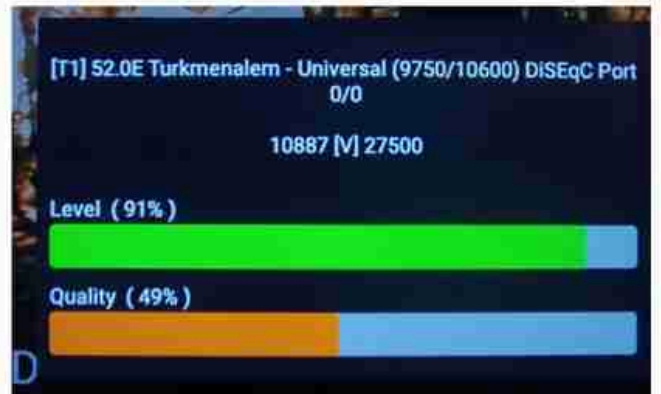 [T1] 52.0E Turkmenalem - Universal (9750/10600) DiSEqC Port
0/0
10887 [V] 27500
Level ( 91% )
Quality ( 49% )
D